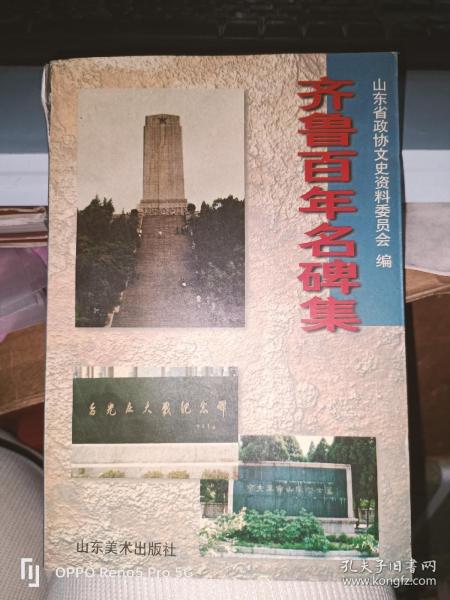 山东省政协文史资料委员会 编
齐鲁百年名碑集
台儿庄大战纪念碑
山东美术出版社
OPPO Reno5 Pro 5G
孔夫子旧书网
www.kongfz.com